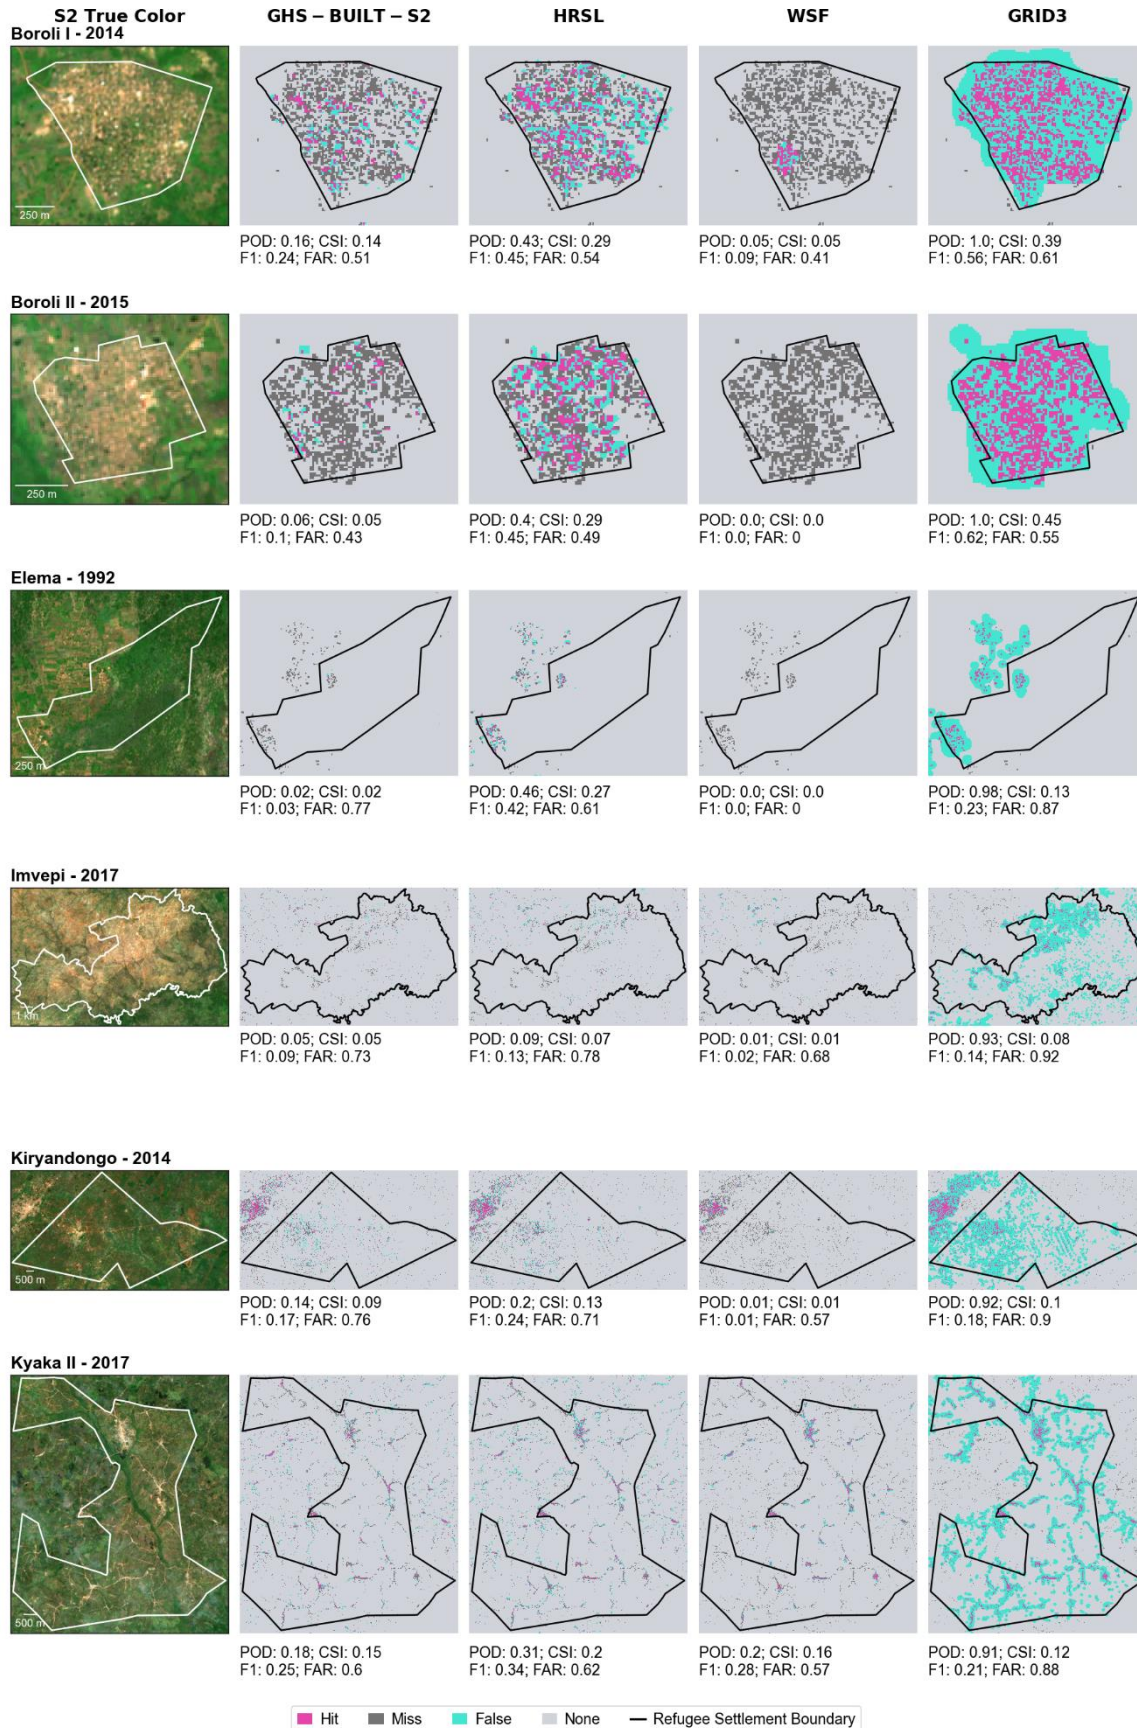 S2 True Color GHS – BUILT – S2 HRSL WSF GRID3
Boroli I - 2014
250 m
POD: 0.16; CSI: 0.14 POD: 0.43; CSI: 0.29 POD: 0.05; CSI: 0.05 POD: 1.0; CSI: 0.39
F1: 0.24; FAR: 0.51 F1: 0.45; FAR: 0.54 F1: 0.09; FAR: 0.41 F1: 0.56; FAR: 0.61
Boroli II - 2015
250 m
POD: 0.06; CSI: 0.05 POD: 0.4; CSI: 0.29 POD: 0.0; CSI: 0.0 POD: 1.0; CSI: 0.45
F1: 0.1; FAR: 0.43 F1: 0.45; FAR: 0.49 F1: 0.0; FAR: 0 F1: 0.62; FAR: 0.55
Elema - 1992
250 m
POD: 0.02; CSI: 0.02 POD: 0.46; CSI: 0.27 POD: 0.0; CSI: 0.0 POD: 0.98; CSI: 0.13
F1: 0.03; FAR: 0.77 F1: 0.42; FAR: 0.61 F1: 0.0; FAR: 0 F1: 0.23; FAR: 0.87
Imvepi - 2017
1 km
POD: 0.05; CSI: 0.05 POD: 0.09; CSI: 0.07 POD: 0.01; CSI: 0.01 POD: 0.93; CSI: 0.08
F1: 0.09; FAR: 0.73 F1: 0.13; FAR: 0.78 F1: 0.02; FAR: 0.68 F1: 0.14; FAR: 0.92
Kiryandongo - 2014
500 m
POD: 0.14; CSI: 0.09 POD: 0.2; CSI: 0.13 POD: 0.01; CSI: 0.01 POD: 0.92; CSI: 0.1
F1: 0.17; FAR: 0.76 F1: 0.24; FAR: 0.71 F1: 0.01; FAR: 0.57 F1: 0.18; FAR: 0.9
Kyaka II - 2017
500 m
POD: 0.18; CSI: 0.15 POD: 0.31; CSI: 0.2 POD: 0.2; CSI: 0.16 POD: 0.91; CSI: 0.12
F1: 0.25; FAR: 0.6 F1: 0.34; FAR: 0.62 F1: 0.28; FAR: 0.57 F1: 0.21; FAR: 0.88
Hit Miss False None Refugee Settlement Boundary